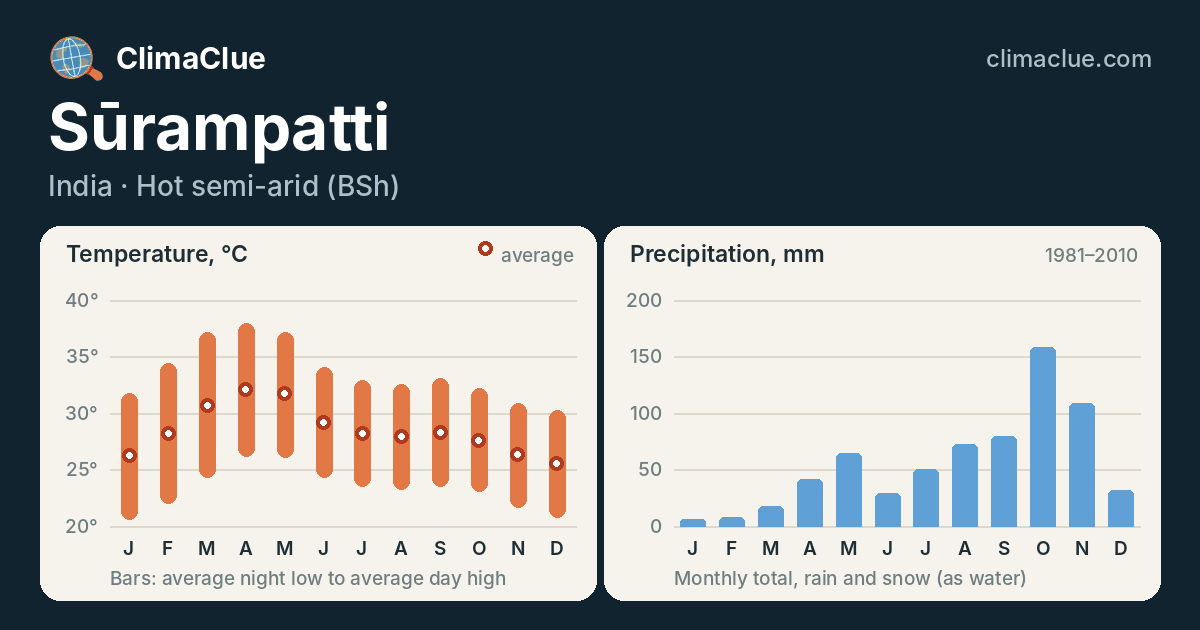 ClimaClue
climaclue.com
Sūrampatti
India · Hot semi-arid (BSh)
Temperature, °C
average
40°
35°
30°
25°
20°
J F M A M J J A S O N D
Bars: average night low to average day high
Precipitation, mm
1981–2010
200
150
100
50
0
J F M A M J J A S O N D
Monthly total, rain and snow (as water)